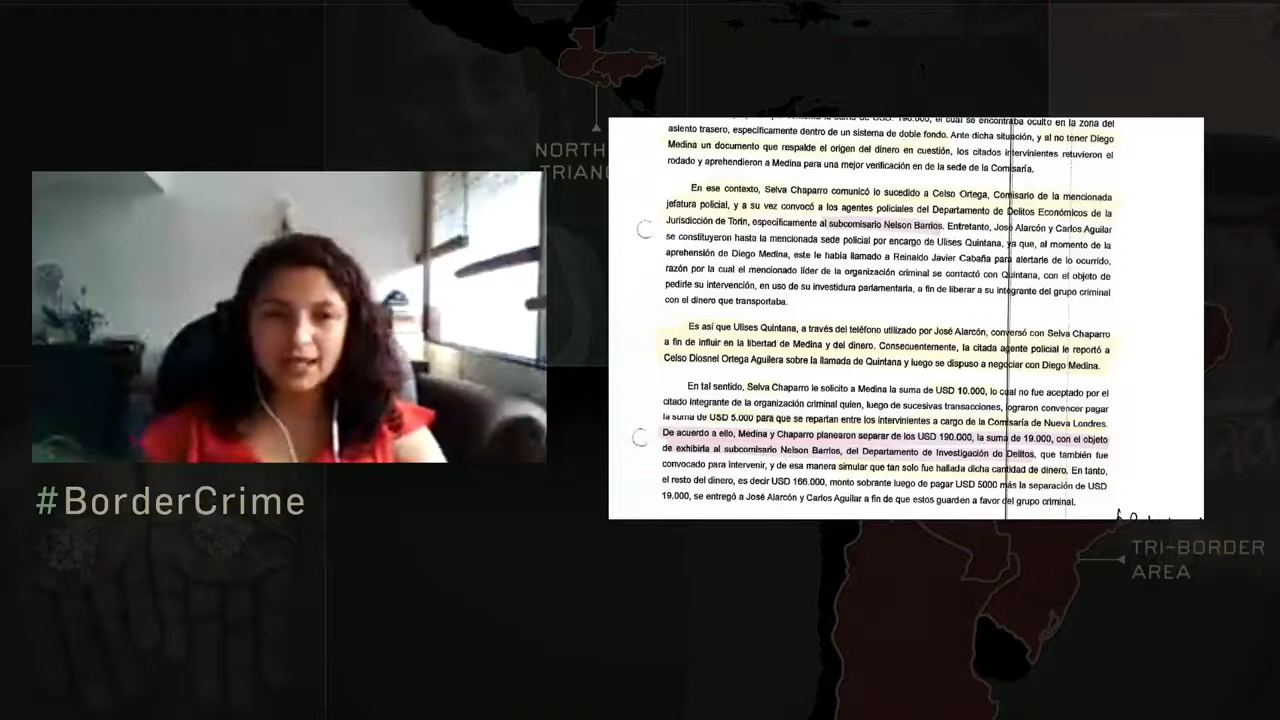 NORTH
TRIANG
#BorderCrime
190.000, el cual se encontraba oculto en la zona del
asiento trasero, específicamente dentro de un sistema de doble fondo. Ante dicha situación, y al no tener Diego
Medina un documento que respalde el origen del dinero en cuestión, los citados intervinientes retuvieron el
rodado y aprehendieron a Medina para una mejor verificación en de la sede de la Comisaría.
En ese contexto, Selva Chaparro comunicó lo sucedido a Celso Ortega, Comisario de la mencionada
jefatura policial, y a su vez convocó a los agentes policiales del Departamento de Delitos Económicos de la
Jurisdicción de Torin, específicamente al subcomisario Nelson Barrios. Entretanto, José Alarcón y Carlos Aguilar
se constituyeron hasta la mencionada sede policial por encargo de Ulises Quintana, ya que, al momento de la
aprehensión de Diego Medina, este le había llamado a Reinaldo Javier Cabaña para alertarle de lo ocurrido,
razón por la cual el mencionado líder de la organización criminal se contactó con Quintana, con el objeto de
pedirle su intervención, en uso de su investidura parlamentaria, a fin de liberar a su integrante del grupo criminal
con el dinero que transportaba.
Es así que Ulises Quintana, a través del teléfono utilizado por José Alarcón, conversó con Selva Chaparro
a fin de influir en la libertad de Medina y del dinero. Consecuentemente, la citada agente policial le reportó a
Celso Diosnel Ortega Aguilera sobre la llamada de Quintana y luego se dispuso a negociar con Diego Medina.
En tal sentido, Selva Chaparro le solicito a Medina la suma de USD 10.000, lo cual no fue aceptado por el
citado integrante de la organización criminal quien, luego de sucesivas transacciones, lograron convencer pagar
la suma de USD 5.000 para que se repartan entre los intervinientes a cargo de la Comisaría de Nueva Londres.
De acuerdo a ello, Medina y Chaparro planearon separar de los USD 190.000, la suma de 19.000, con el objeto
de exhibirla al subcomisario Nelson Barrios, del Departamento de Investigación de Delitos, que también fue
convocado para intervenir, y de esa manera simular que tan solo fue hallada dicha cantidad de dinero. En tanto,
el resto del dinero, es decir USD 166.000, monto sobrante luego de pagar USD 5000 más la separación de USD
19.000, se entregó a José Alarcón y Carlos Aguilar a fin de que estos guarden a favor del grupo criminal.
TRI-BORDER
AREA